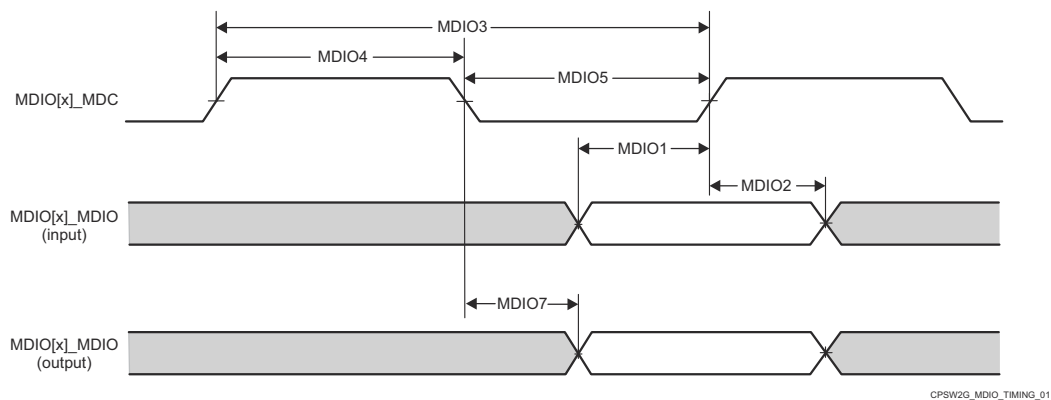 MDIO3
MDIO4
MDIO5
MDIO[x]_MDC
MDIO1
MDIO2
MDIO[x]_MDIO
(input)
MDIO7
MDIO[x]_MDIO
(output)
CPSW2G_MDIO_TIMING_01